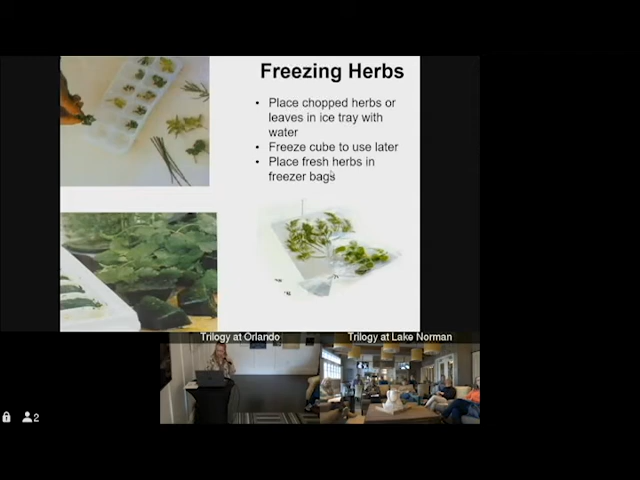 Freezing Herbs
• Place chopped herbs or
leaves in ice tray with
water
• Freeze cube to use later
• Place fresh herbs in
freezer bags
Trilogy at Orlando
Trilogy at Lake Norman
2